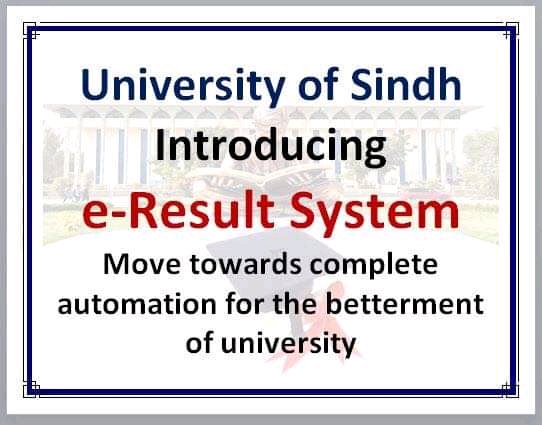 University of Sindh
Introducing
e-Result System
Move towards complete
automation for the betterment
of university